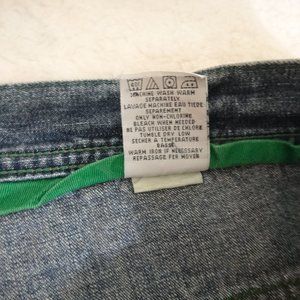 MACHINE WASH WARM
SEPARATELY
LAVAGE MACHINE EAU TIEDE
SEPAREMENT
ONLY NON-CHLORINE
BLEACH WHEN NEEDED
NE PAS UTILISER DE CHLORE
TUMBLE DRY LOW
SECHER A TEMPERATURE
BASSE
WARM IRON IF NECESSARY
REPASSAGE FER MOYEN